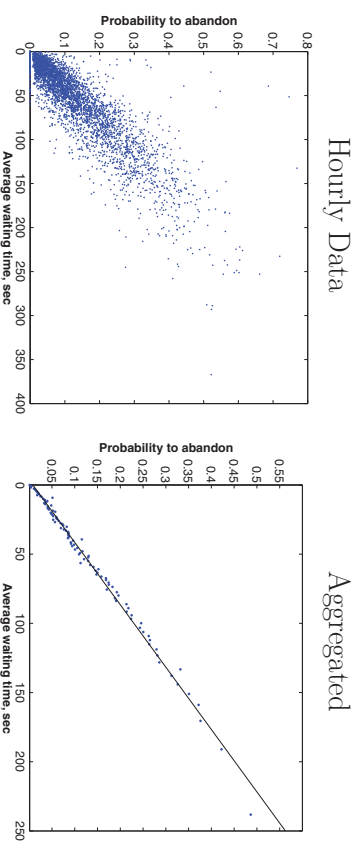 Hourly Data
Probability to abandon
0.8
0.7
0.6
0.5
0.4
0.3
0.2
0.1
0
0 50 100 150 200 250 300 350 400
Average waiting time, sec
Aggregated
Probability to abandon
0.55
0.5
0.45
0.4
0.35
0.3
0.25
0.2
0.15
0.1
0.05
0 50 100 150 200 250
Average waiting time, sec